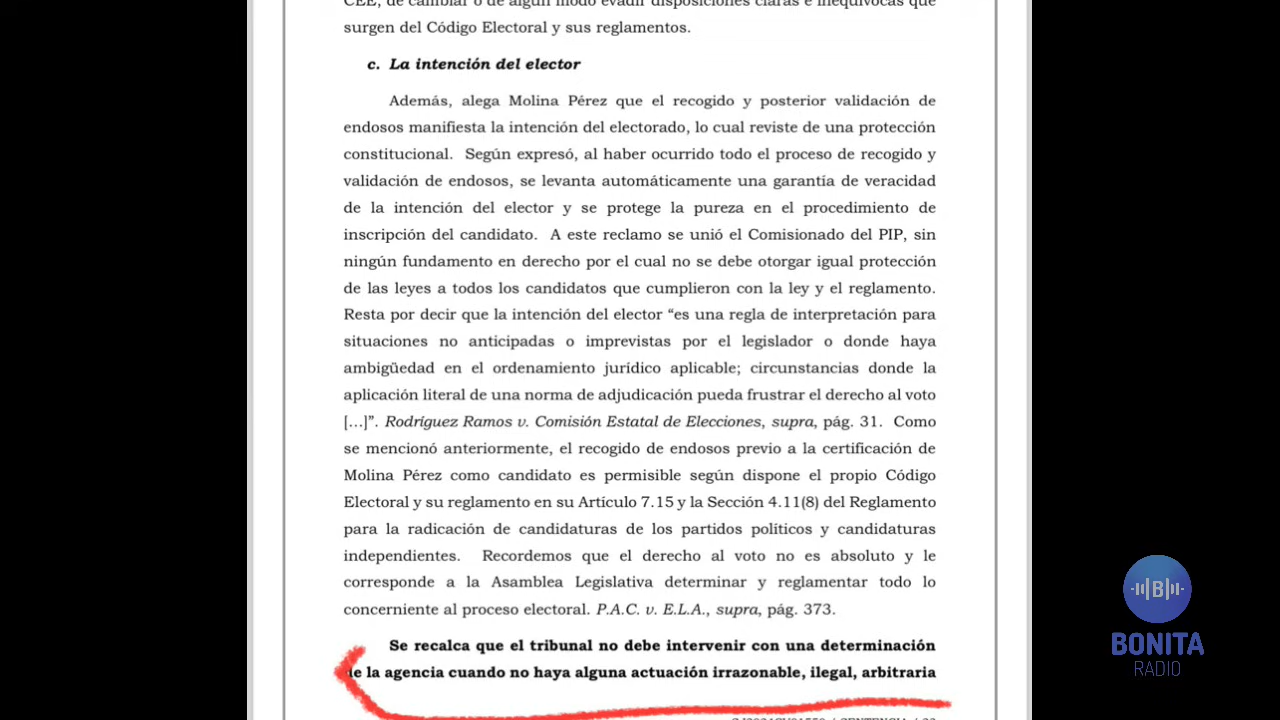 CEE, de cambiar o de algún modo evadir disposiciones claras e inequívocas que
surgen del Código Electoral y sus reglamentos.
c. La intención del elector
Además, alega Molina Pérez que el recogido y posterior validación de
endosos manifiesta la intención del electorado, lo cual reviste de una protección
constitucional. Según expresó, al haber ocurrido todo el proceso de recogido y
validación de endosos, se levanta automáticamente una garantía de veracidad
de la intención del elector y se protege la pureza en el procedimiento de
inscripción del candidato. A este reclamo se unió el Comisionado del PIP, sin
ningún fundamento en derecho por el cual no se debe otorgar igual protección
de las leyes a todos los candidatos que cumplieron con la ley y el reglamento.
Resta por decir que la intención del elector “es una regla de interpretación para
situaciones no anticipadas o imprevistas por el legislador o donde haya
ambigüedad en el ordenamiento jurídico aplicable; circunstancias donde la
aplicación literal de una norma de adjudicación pueda frustrar el derecho al voto
[...]”. Rodríguez Ramos v. Comisión Estatal de Elecciones, supra, pág. 31. Como
se mencionó anteriormente, el recogido de endosos previo a la certificación de
Molina Pérez como candidato es permisible según dispone el propio Código
Electoral y su reglamento en su Artículo 7.15 y la Sección 4.11(8) del Reglamento
para la radicación de candidaturas de los partidos políticos y candidaturas
independientes. Recordemos que el derecho al voto no es absoluto y le
corresponde a la Asamblea Legislativa determinar y reglamentar todo lo
concerniente al proceso electoral. P.A.C. v. E.L.A., supra, pág. 373.
Se recalca que el tribunal no debe intervenir con una determinación
de la agencia cuando no haya alguna actuación irrazonable, ilegal, arbitraria
B
BONITA
RADIO